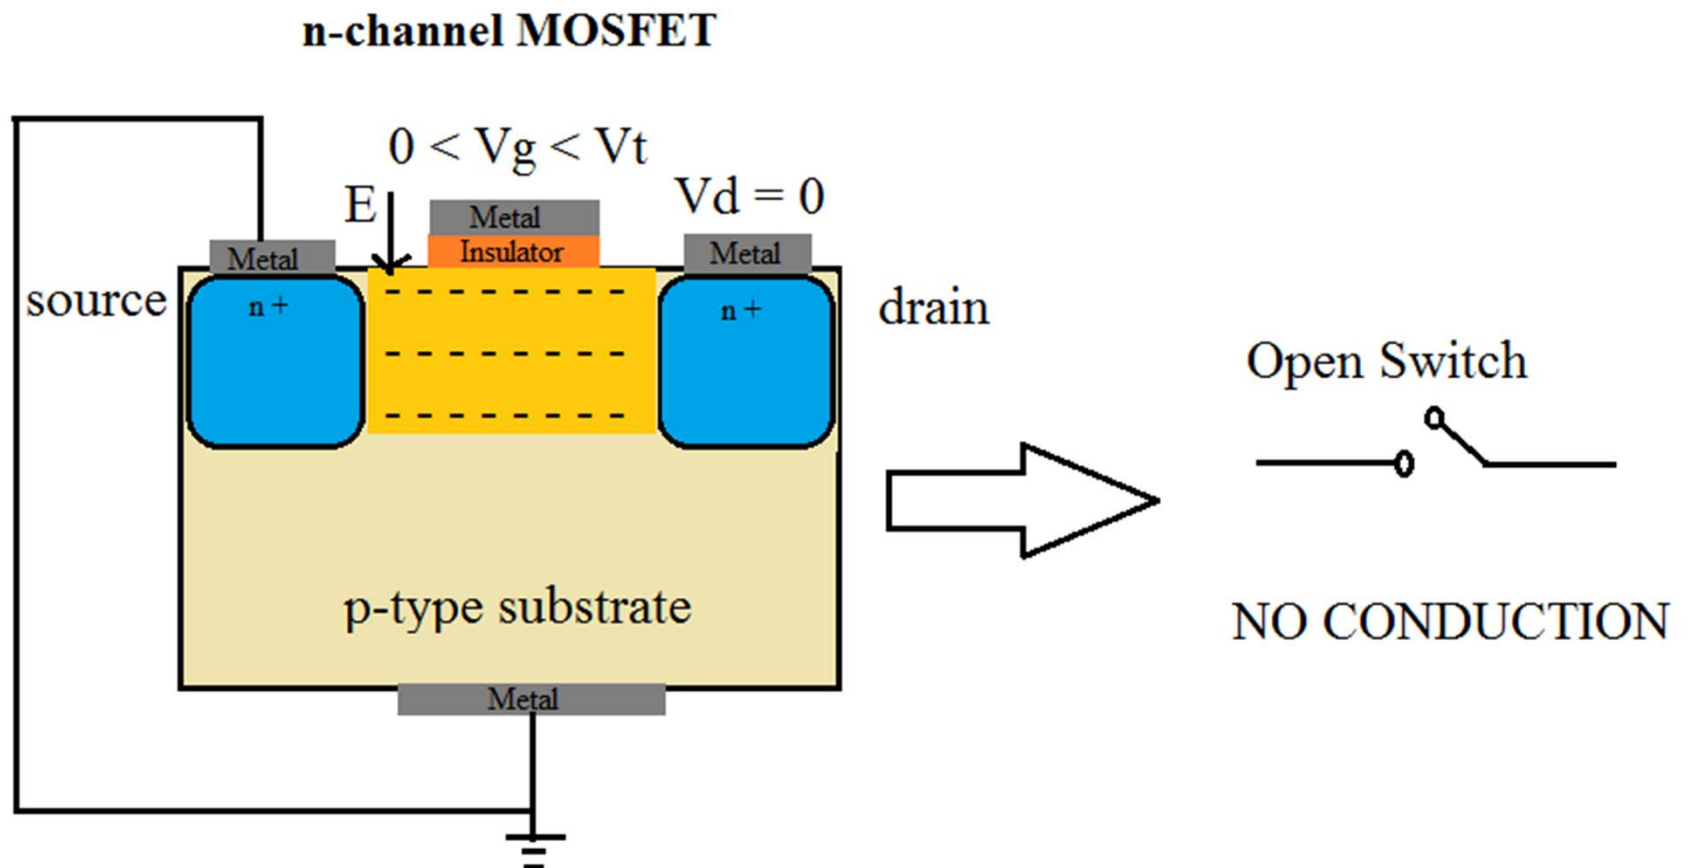 n-channel MOSFET
0 < Vg < Vt
E
Vd = 0
Metal
Insulator
Metal
Metal
source
n +
n +
drain
Open Switch
p-type substrate
NO CONDUCTION
Metal